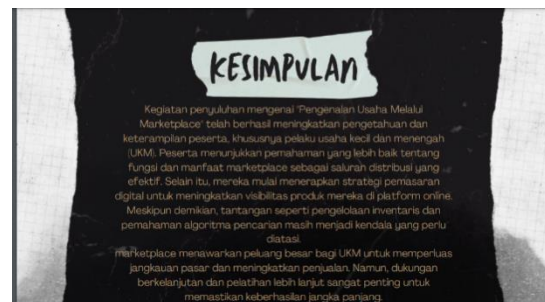 KESIMPULAN
Kegiatan penyuluhan mengenai "Pengenalan Usaha Melalui
Marketplace" telah berhasil meningkatkan pengetahuan dan
keterampilan peserta, khususnya pelaku usaha kecil dan menengah
(UKM). Peserta menunjukkan pemahaman yang lebih baik tentang
fungsi dan manfaat marketplace sebagai saluran distribusi yang
efektif. Selain itu, mereka mulai menerapkan strategi pemasaran
digital untuk meningkatkan visibilitas produk mereka di platform online.
Meskipun demikian, tantangan seperti pengelolaan inventaris dan
pemahaman algoritma pencarian masih menjadi kendala yang perlu
diatasi.
marketplace menawarkan peluang besar bagi UKM untuk memperluas
jangkauan pasar dan meningkatkan penjualan. Namun, dukungan
berkelanjutan dan pelatihan lebih lanjut sangat penting untuk
memastikan keberhasilan jangka panjang.